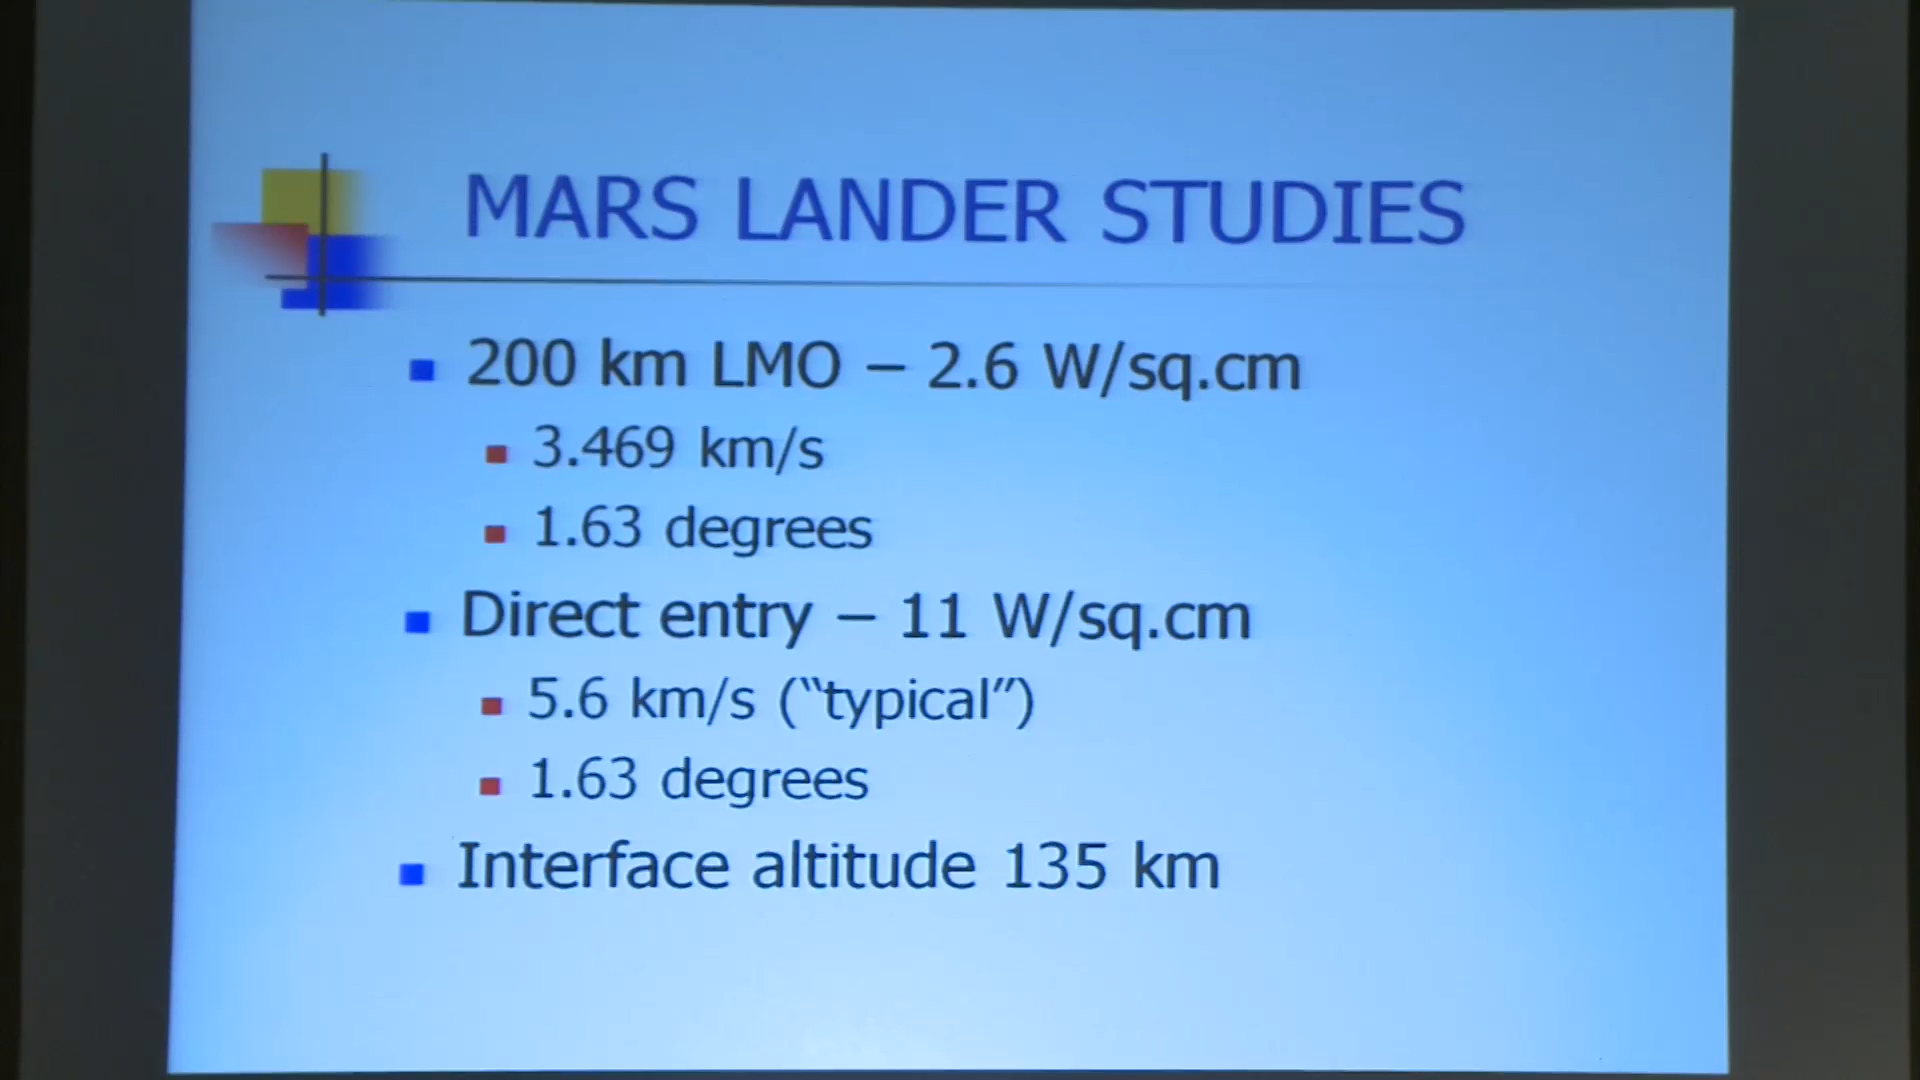 MARS LANDER STUDIES
200 km LMO – 2.6 W/sq.cm
3.469 km/s
1.63 degrees
Direct entry – 11 W/sq.cm
5.6 km/s (“typical”)
1.63 degrees
Interface altitude 135 km